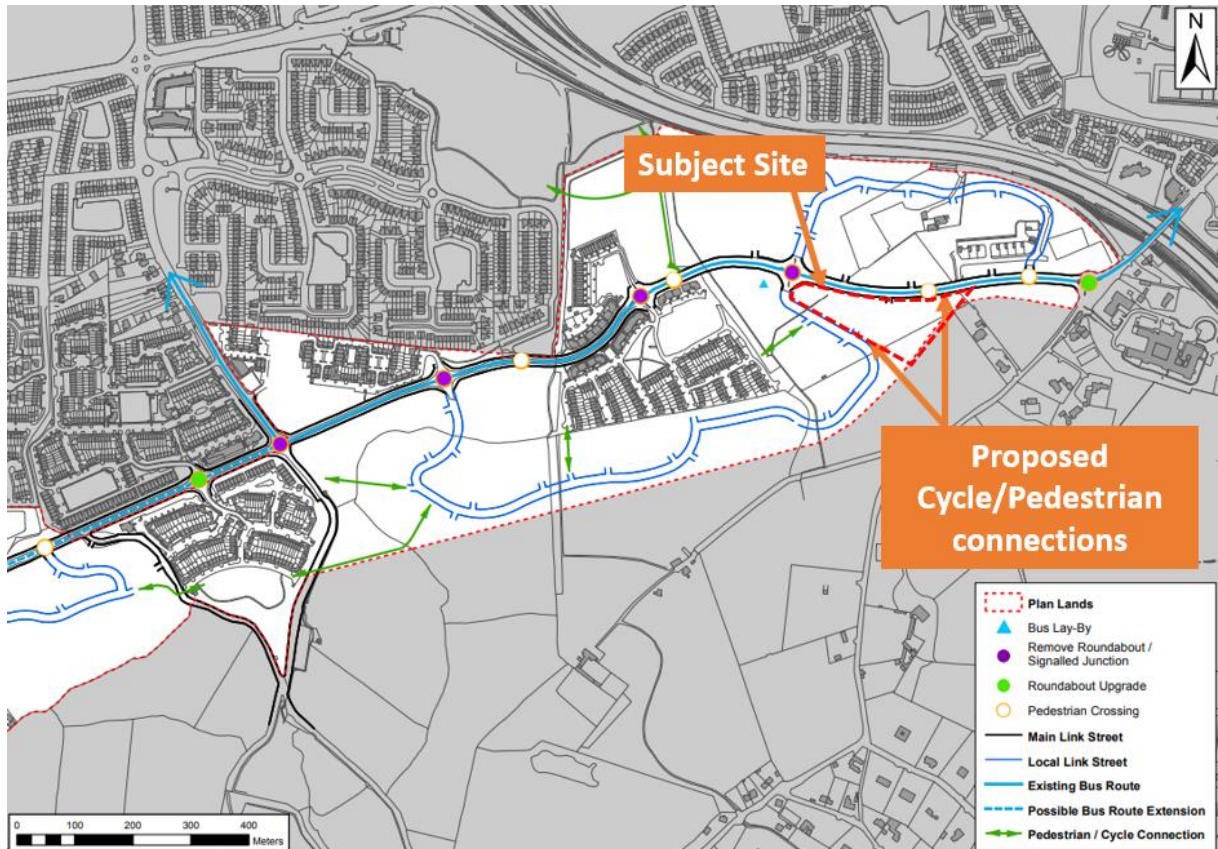 N
Subject Site
Proposed
Cycle/Pedestrian
connections
Plan Lands
Bus Lay-By
Remove Roundabout /
Signalled Junction
Roundabout Upgrade
Pedestrian Crossing
Main Link Street
Local Link Street
Existing Bus Route
Possible Bus Route Extension
Pedestrian / Cycle Connection
0 100 200 300 400
Meters